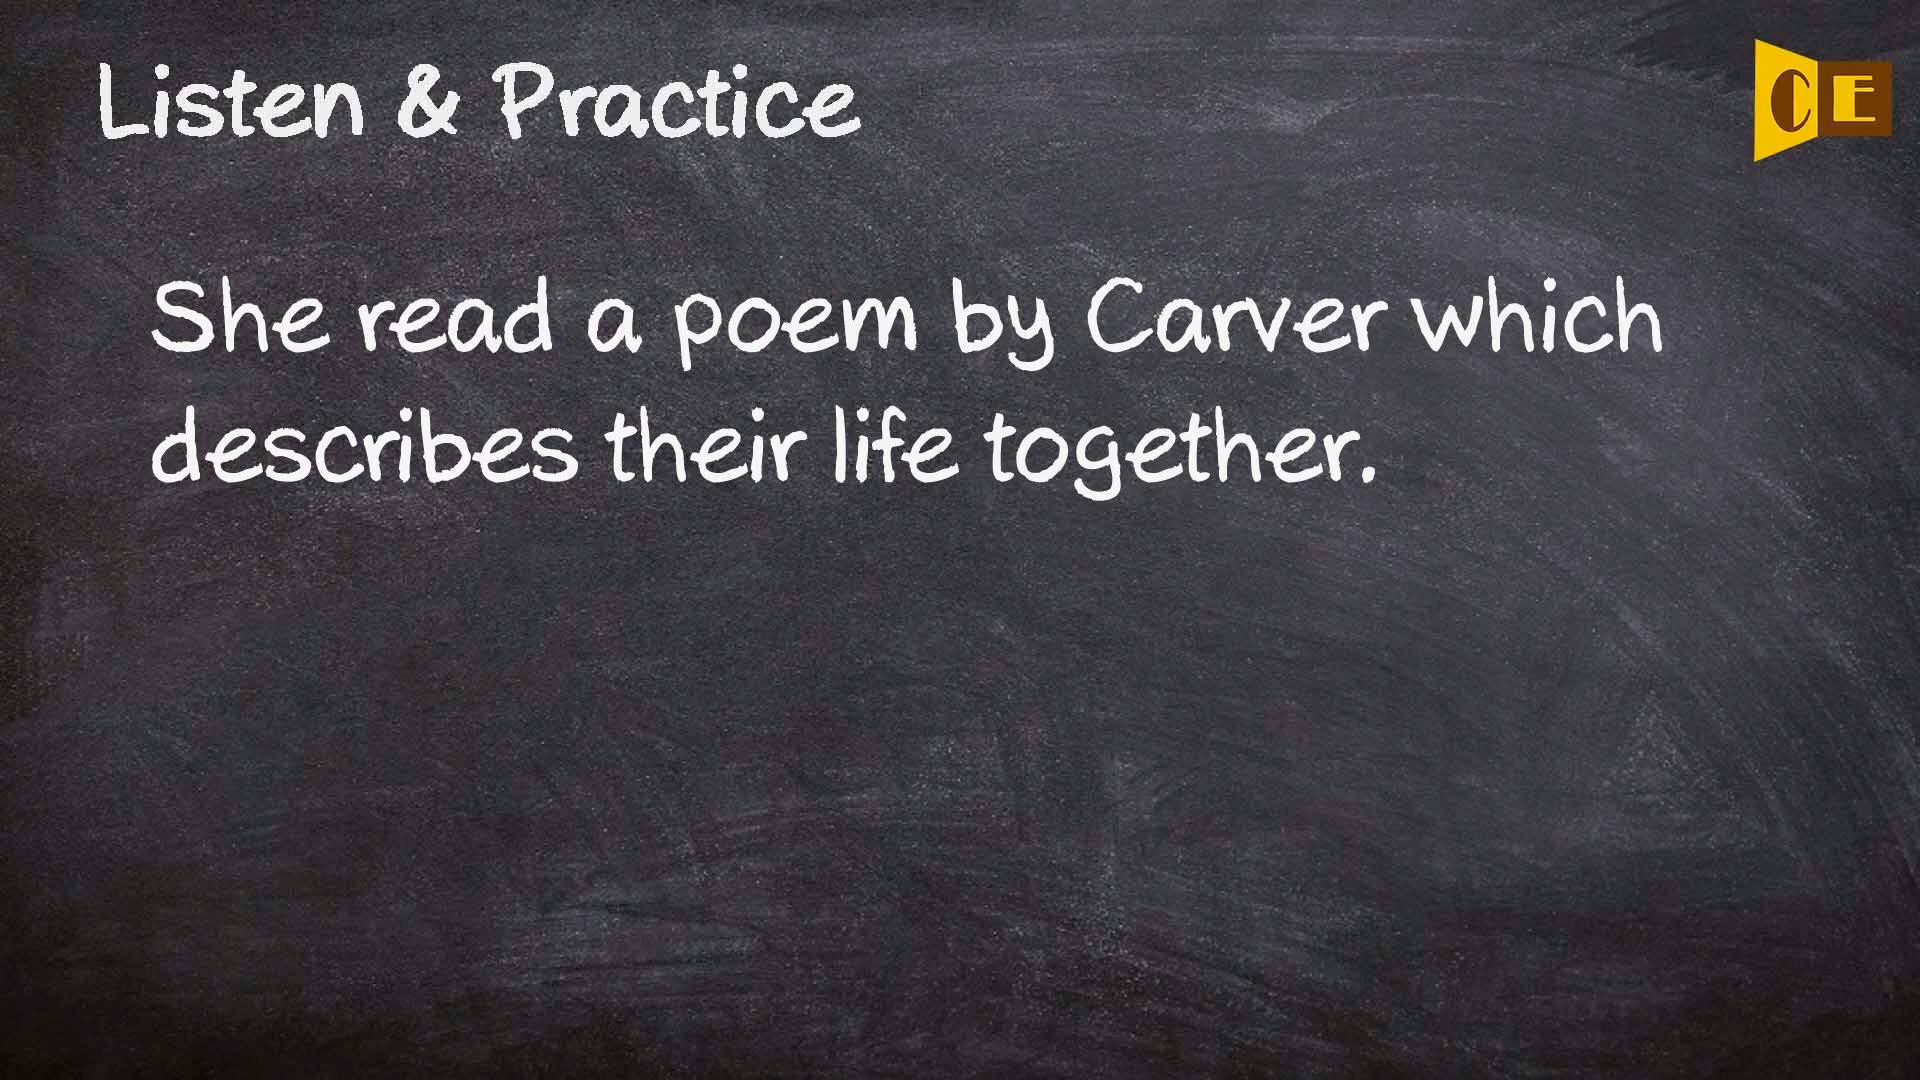 Listen & Practice
CE
She read a poem by Carver which
describes their life together.